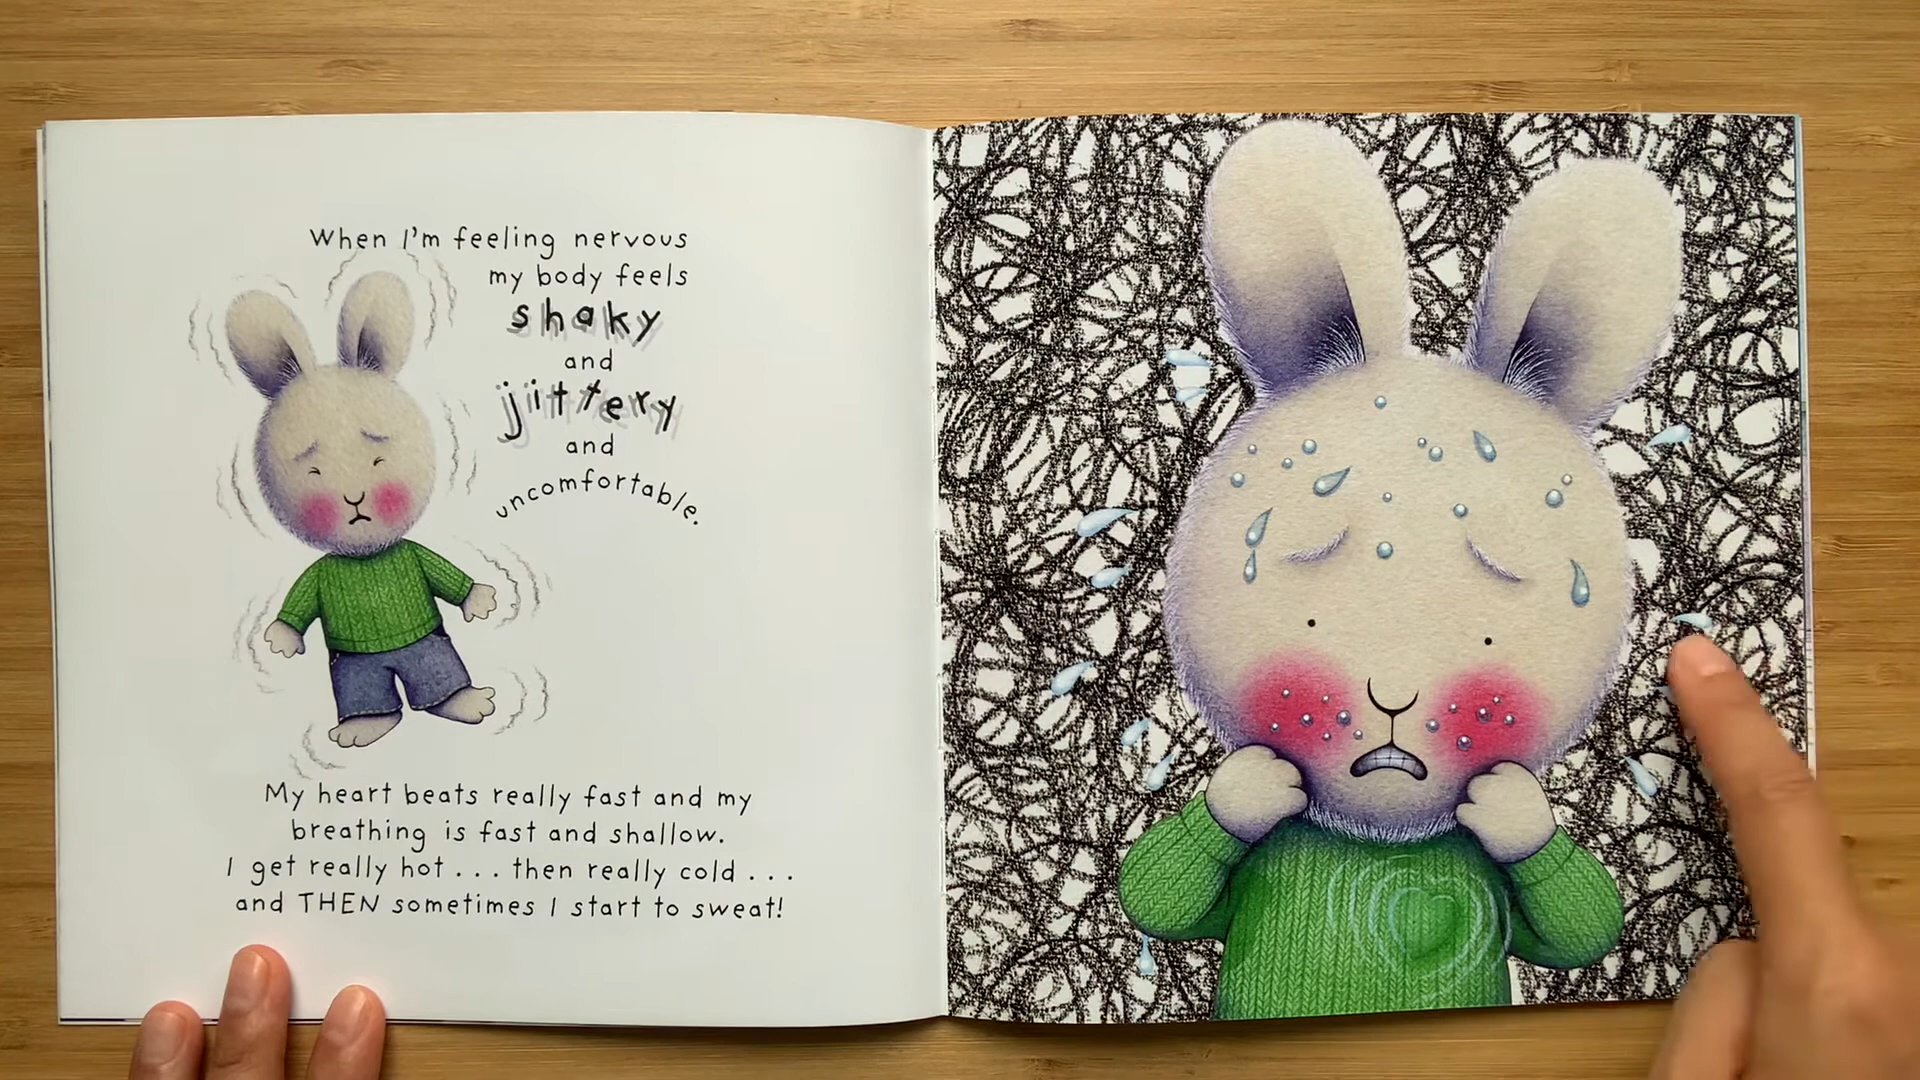 When I'm feeling nervous
my body feels
shaky
and
jittery
and
uncomfortable.
My heart beats really fast and my
breathing is fast and shallow.
I get really hot . . . then really cold . . .
and THEN sometimes I start to sweat!